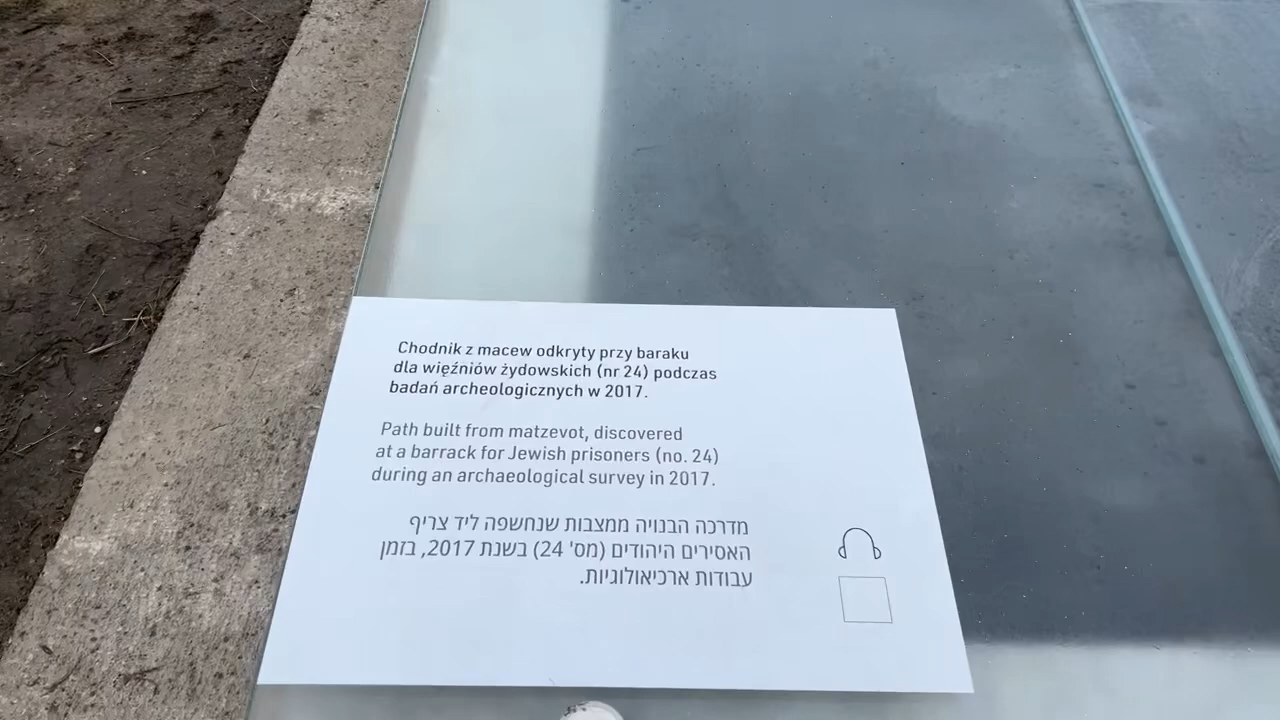 Chodnik z macew odkryty przy baraku
dla więźniów żydowskich (nr 24) podczas
badań archeologicznych w 2017.
Path built from matzevot, discovered
at a barrack for Jewish prisoners (no. 24)
during an archaeological survey in 2017.
מדרכה הבנויה ממצבות שנחשפה ליד צריף
האסירים היהודים (מס' 24) בשנת 2017, בזמן
עבודות ארכיאולוגיות.